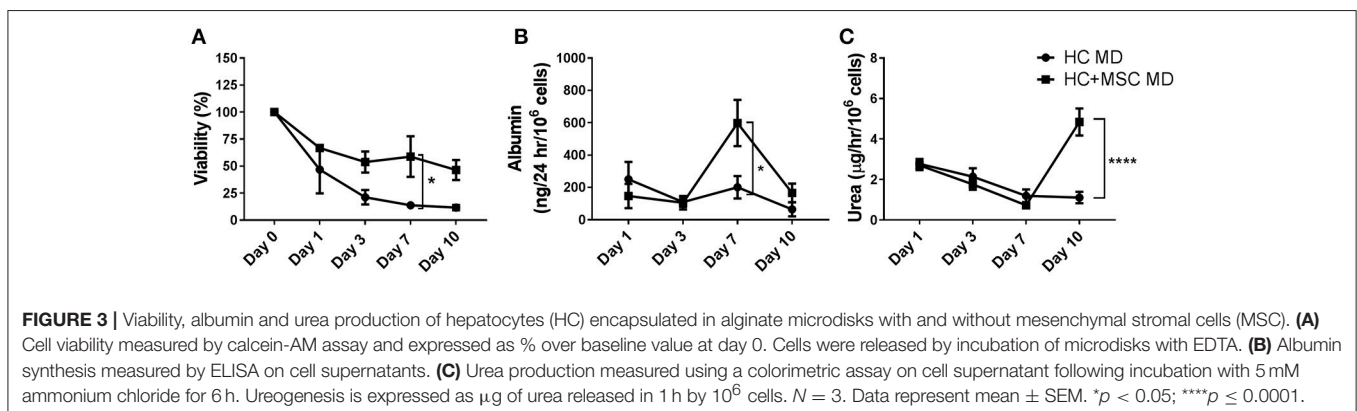 A
B
C
150
125
100
75
50
25
0
Viability (%)
Day 0
Day 1
Day 3
Day 7
Day 10
*
1000
800
600
400
200
0
Albumin
(ng/24 hr/10⁶ cells)
Day 1
Day 3
Day 7
Day 10
*
8
6
4
2
0
Urea (µg/hr/10⁶ cells)
Day 1
Day 3
Day 7
Day 10
HC MD
HC+MSC MD
****
FIGURE 3 | Viability, albumin and urea production of hepatocytes (HC) encapsulated in alginate microdisks with and without mesenchymal stromal cells (MSC). (A)
Cell viability measured by calcein-AM assay and expressed as % over baseline value at day 0. Cells were released by incubation of microdisks with EDTA. (B) Albumin
synthesis measured by ELISA on cell supernatants. (C) Urea production measured using a colorimetric assay on cell supernatant following incubation with 5 mM
ammonium chloride for 6 h. Ureogenesis is expressed as µg of urea released in 1 h by 10⁶ cells. N = 3. Data represent mean ± SEM. *p < 0.05; ****p ≤ 0.0001.